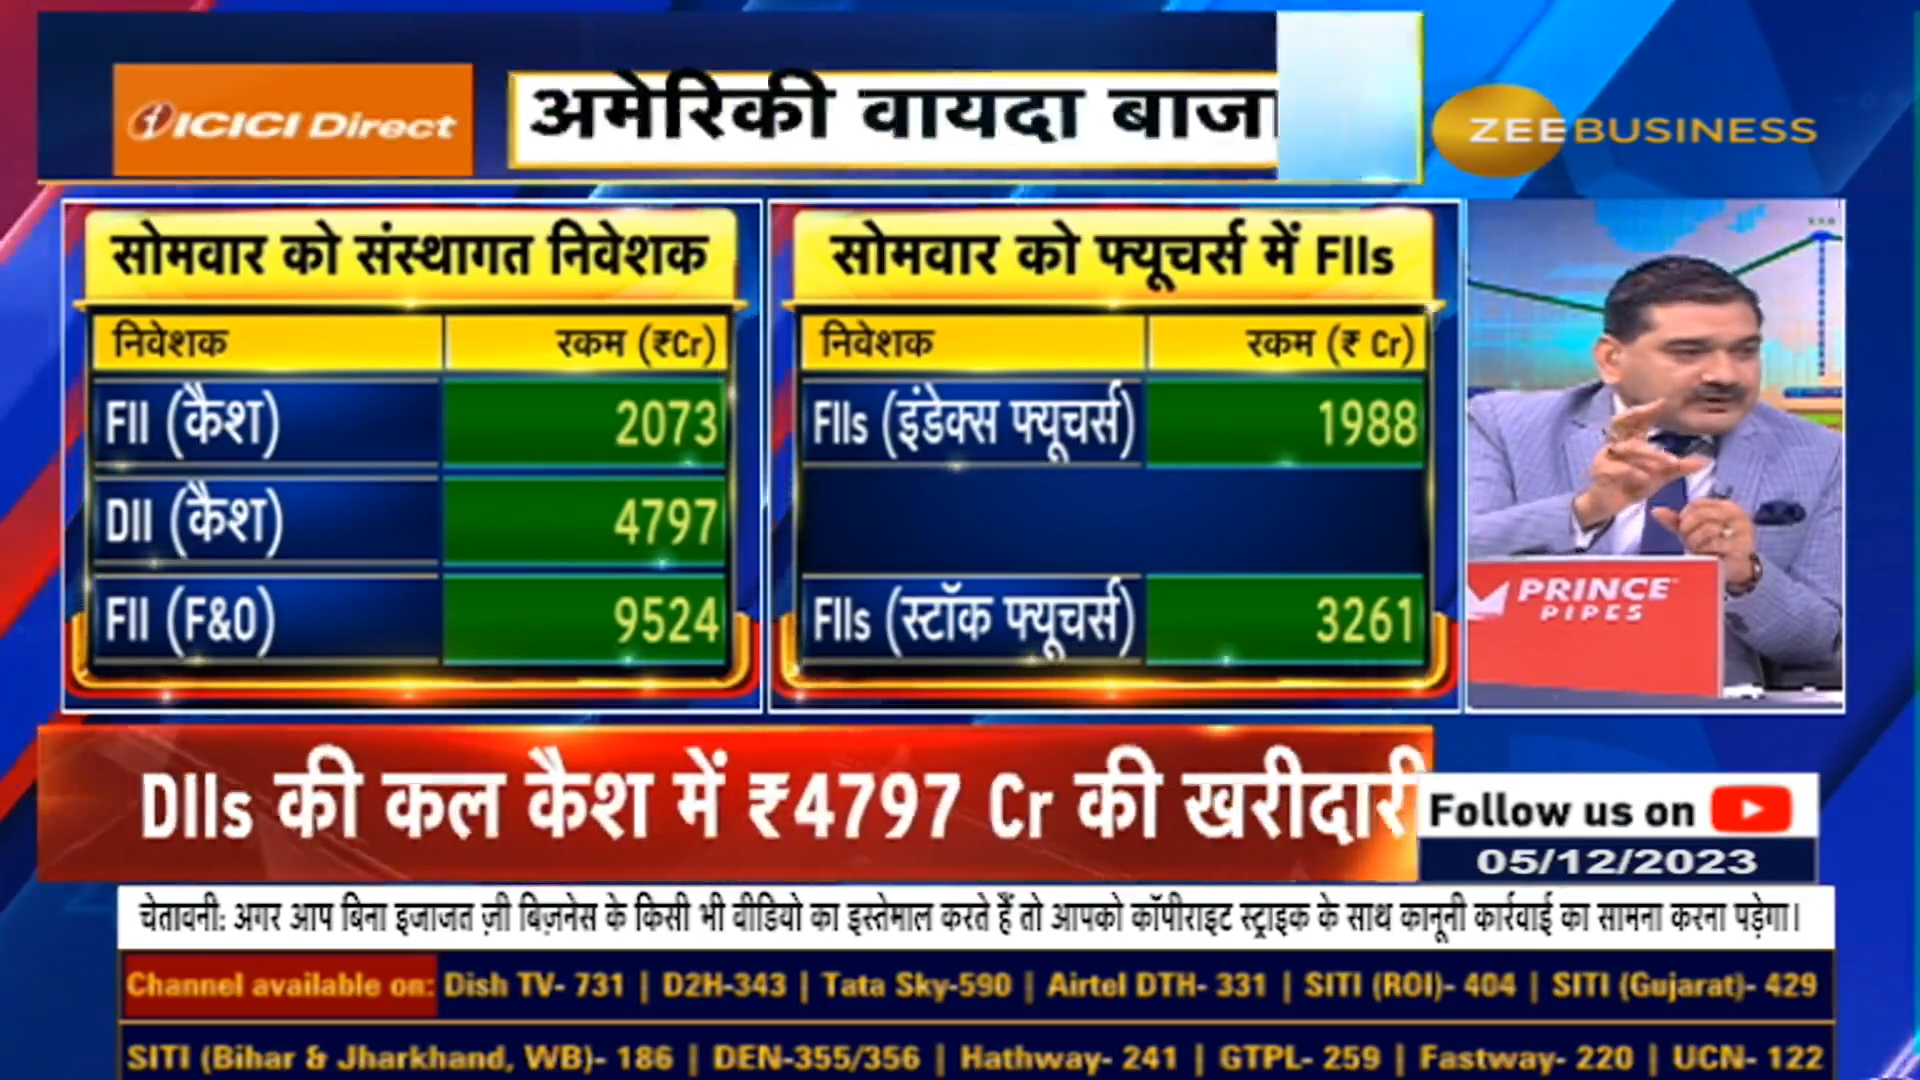 ICICI Direct
अमेरिकी वायदा
ZEEBUSINESS
सोमवार को संस्थागत निवेशक
निवेशक रकम (₹Cr)
FII (कैश) 2073
DII (कैश) 4797
FII (F&O) 9524
सोमवार को फ्यूचर्स में FIIs
निवेशक रकम (₹ Cr)
FIIs (इंडेक्स फ्यूचर्स) 1988
FIIs (स्टॉक फ्यूचर्स) 3261
PRINCE
PIPES
DIIs की कल कैश में ₹4797 Cr की खरीदारी
Follow us on
05/12/2023
चेतावनी: अगर आप बिना इजाजत ज़ी बिज़नेस के किसी भी वीडियो का इस्तेमाल करते हैं तो आपको कॉपीराइट स्ट्राइक के साथ कानूनी कार्रवाई का सामना करना पड़ेगा।
Channel available on: Dish TV- 731 | D2H-343 | Tata Sky-590 | Airtel DTH- 331 | SITI (ROI)- 404 | SITI (Gujarat)- 429
SITI (Bihar & Jharkhand, WB)- 186 | DEN-355/356 | Hathway- 241 | GTPL- 259 | Fastway- 220 | UCN- 122